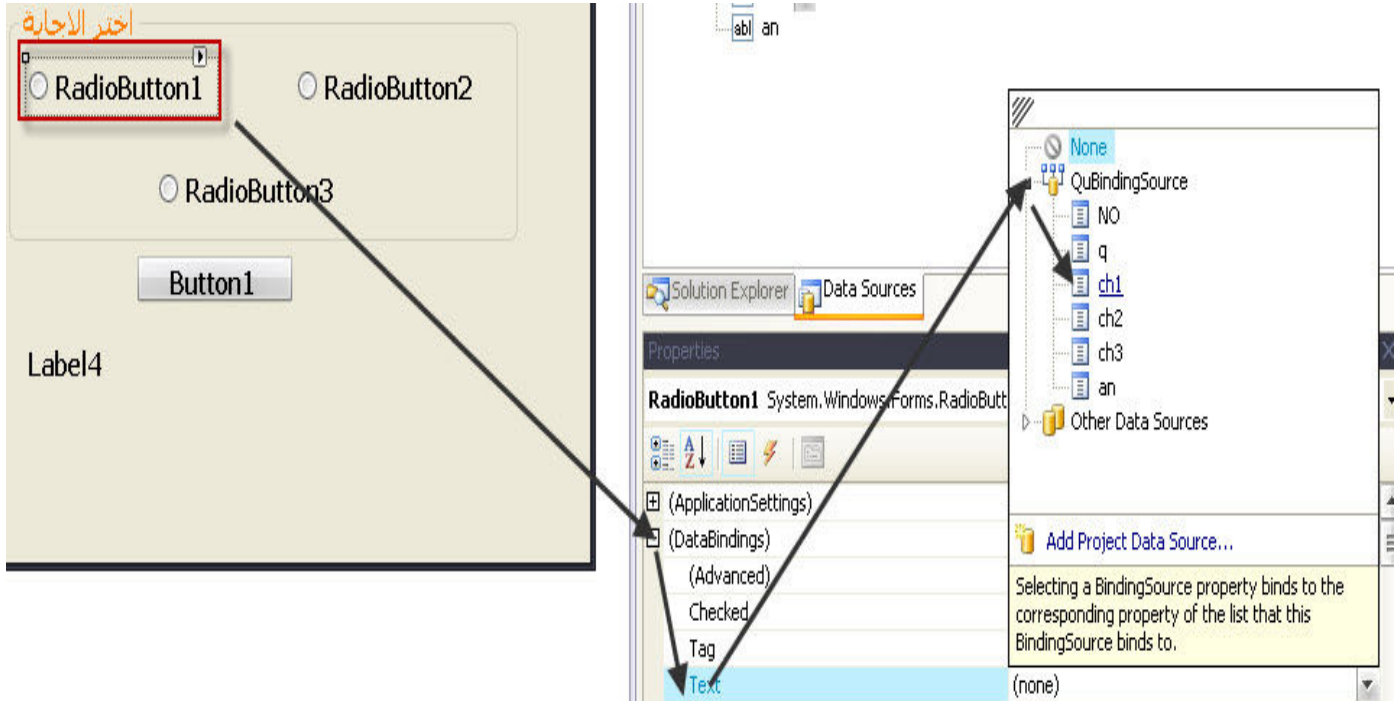 اختر الاجابة
RadioButton1
RadioButton2
RadioButton3
Button1
Label4
abl an
Solution Explorer
Data Sources
Properties
RadioButton1 System.Windows.Forms.RadioButt
(ApplicationSettings)
(DataBindings)
(Advanced)
Checked
Tag
Text
(none)
None
QuBindingSource
NO
q
ch1
ch2
ch3
an
Other Data Sources
Add Project Data Source...
Selecting a BindingSource property binds to the
corresponding property of the list that this
BindingSource binds to.